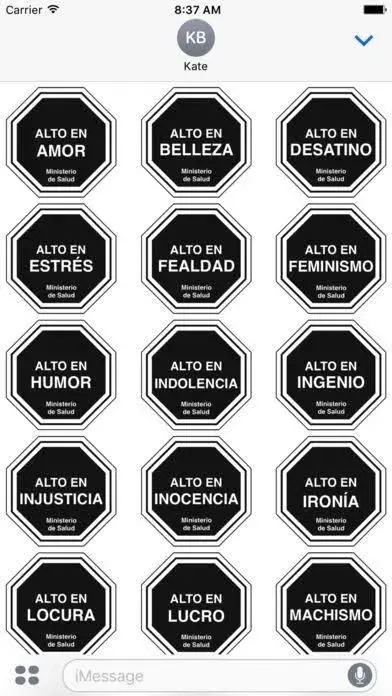 Carrier 8:37 AM
KB
Kate
ALTO EN
AMOR
Ministerio
de Salud
ALTO EN
BELLEZA
Ministerio
de Salud
ALTO EN
DESATINO
Ministerio
de Salud
ALTO EN
ESTRÉS
Ministerio
de Salud
ALTO EN
FEALDAD
Ministerio
de Salud
ALTO EN
FEMINISMO
Ministerio
de Salud
ALTO EN
HUMOR
Ministerio
de Salud
ALTO EN
INDOLENCIA
Ministerio
de Salud
ALTO EN
INGENIO
Ministerio
de Salud
ALTO EN
INJUSTICIA
Ministerio
de Salud
ALTO EN
INOCENCIA
Ministerio
de Salud
ALTO EN
IRONÍA
Ministerio
de Salud
ALTO EN
LOCURA
Ministerio
de Salud
ALTO EN
LUCRO
Ministerio
de Salud
ALTO EN
MACHISMO
Ministerio
de Salud
iMessage